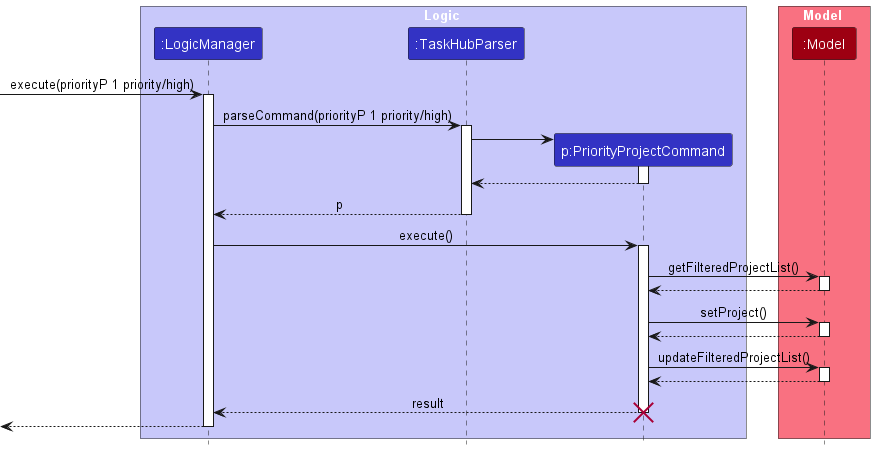 Logic
Model
:LogicManager
:TaskHubParser
:Model
execute(priorityP 1 priority/high)
parseCommand(priorityP 1 priority/high)
p:PriorityProjectCommand
p
execute()
getFilteredProjectList()
setProject()
updateFilteredProjectList()
result